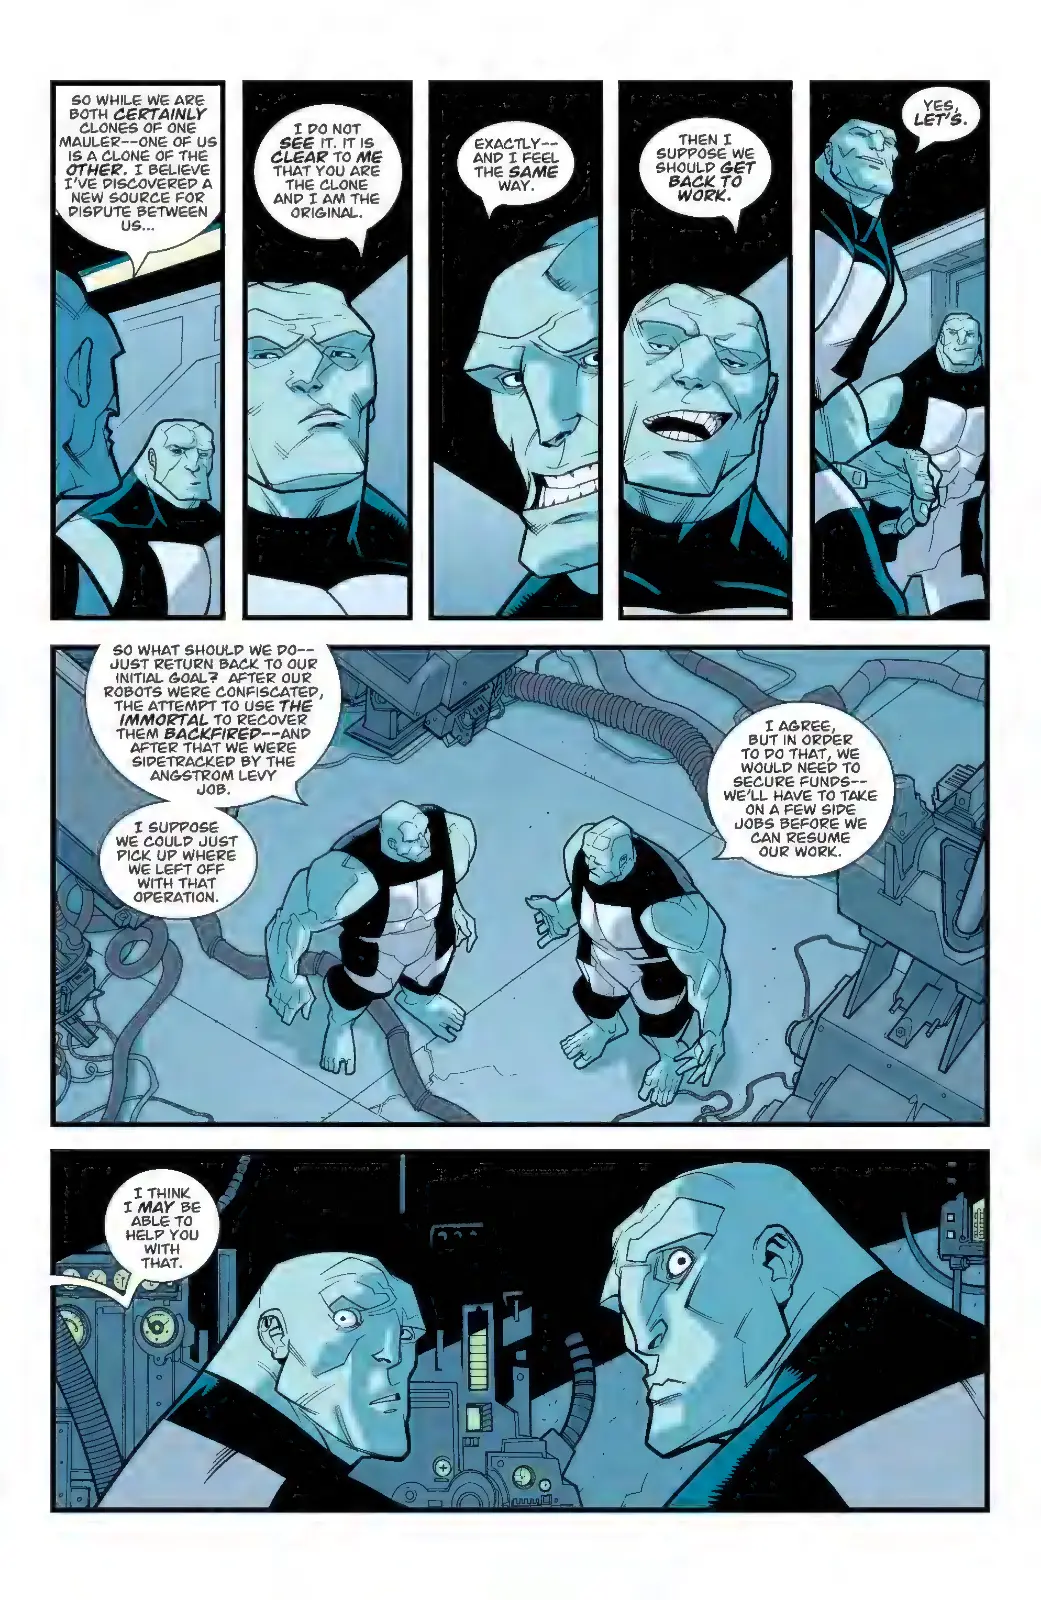 SO WHILE WE ARE
BOTH CERTAINLY
CLONES OF ONE
MAULER--ONE OF US
IS A CLONE OF THE
OTHER. I BELIEVE
I'VE DISCOVERED A
NEW SOURCE FOR
DISPUTE BETWEEN
US...
I DO NOT
SEE IT. IT IS
CLEAR TO ME
THAT YOU ARE
THE CLONE
AND I AM THE
ORIGINAL.
EXACTLY--
AND I FEEL
THE SAME
WAY.
THEN I
SUPPOSE WE
SHOULD GET
BACK TO
WORK.
YES,
LET'S.
SO WHAT SHOULD WE DO--
JUST RETURN BACK TO OUR
INITIAL GOAL? AFTER OUR
ROBOTS WERE CONFISCATED,
THE ATTEMPT TO USE THE
IMMORTAL TO RECOVER
THEM BACKFIRED--AND
AFTER THAT WE WERE
SIDETRACKED BY THE
ANGSTROM LEVY
JOB.
I SUPPOSE
WE COULD JUST
PICK UP WHERE
WE LEFT OFF
WITH THAT
OPERATION.
I AGREE,
BUT IN ORDER
TO DO THAT, WE
WOULD NEED TO
SECURE FUNDS--
WE'LL HAVE TO TAKE
ON A FEW SIDE
JOBS BEFORE WE
CAN RESUME
OUR WORK.
I THINK
I MAY BE
ABLE TO
HELP YOU
WITH
THAT.